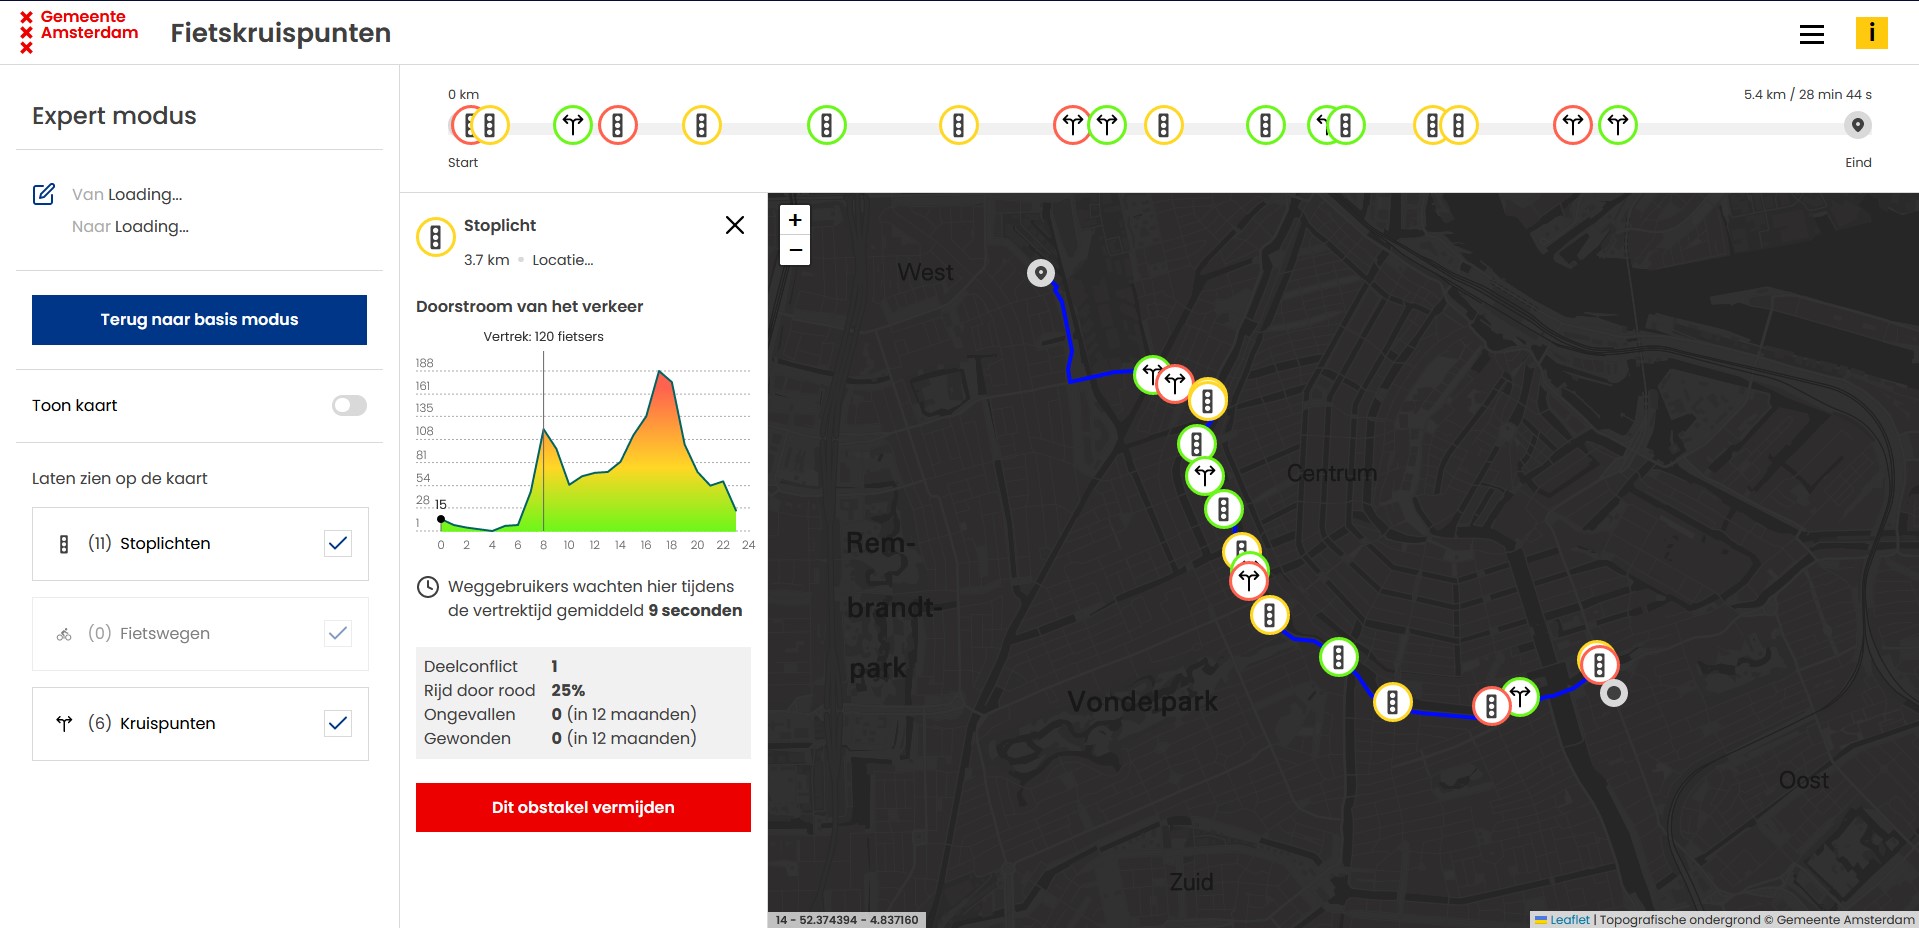 Gemeente
Amsterdam
Fietskruispunten
i
Expert modus
Van Loading...
Naar Loading...
Terug naar basis modus
Toon kaart
Laten zien op de kaart
(11) Stoplichten
(0) Fietswegen
(6) Kruispunten
0 km
5.4 km / 28 min 44 s
Start
Eind
Stoplicht
3.7 km • Locatie...
Doorstroom van het verkeer
Vertrek: 120 fietsers
188
161
135
108
81
54
28
15
1
0 2 4 6 8 10 12 14 16 18 20 22 24
Weggebruikers wachten hier tijdens
de vertrektijd gemiddeld 9 seconden
Deelconflict 1
Rijd door rood 25%
Ongevallen 0 (in 12 maanden)
Gewonden 0 (in 12 maanden)
Dit obstakel vermijden
+
−
West
Centrum
Rem-
brandt-
park
Vondelpark
Oost
Zuid
14 - 52.374394 - 4.837160
Leaflet | Topografische ondergrond © Gemeente Amsterdam